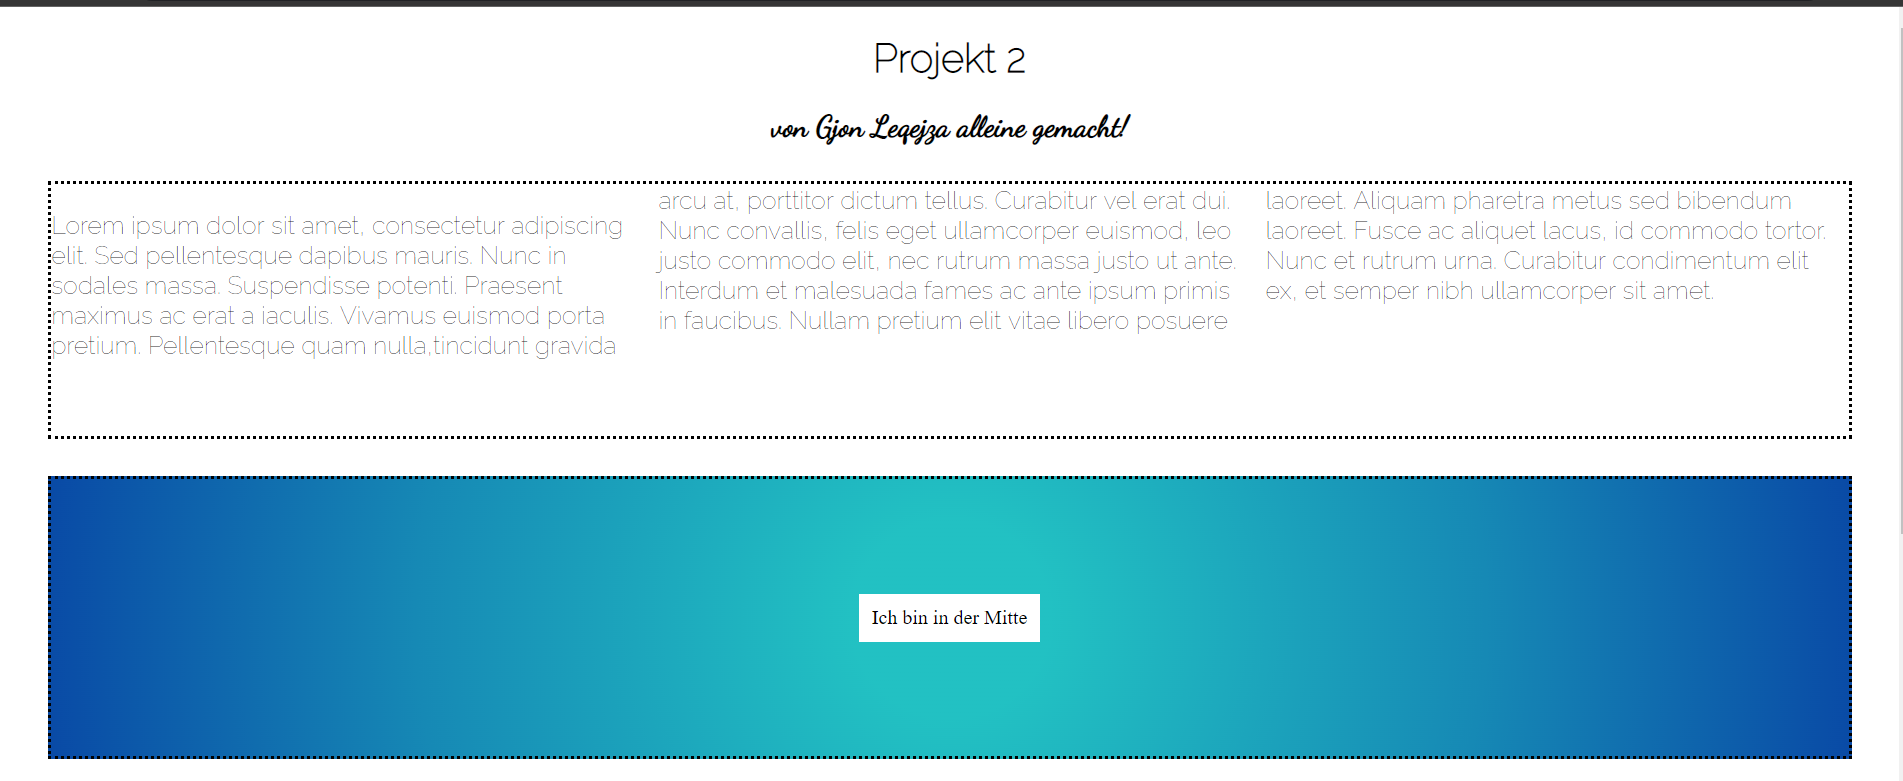 Projekt 2
von Gjon Leqejza alleine gemacht!
Lorem ipsum dolor sit amet, consectetur adipiscing
elit. Sed pellentesque dapibus mauris. Nunc in
sodales massa. Suspendisse potenti. Praesent
maximus ac erat a iaculis. Vivamus euismod porta
pretium. Pellentesque quam nulla,tincidunt gravida
arcu at, porttitor dictum tellus. Curabitur vel erat dui.
Nunc convallis, felis eget ullamcorper euismod, leo
justo commodo elit, nec rutrum massa justo ut ante.
Interdum et malesuada fames ac ante ipsum primis
in faucibus. Nullam pretium elit vitae libero posuere
laoreet. Aliquam pharetra metus sed bibendum
laoreet. Fusce ac aliquet lacus, id commodo tortor.
Nunc et rutrum urna. Curabitur condimentum elit
ex, et semper nibh ullamcorper sit amet.
Ich bin in der Mitte